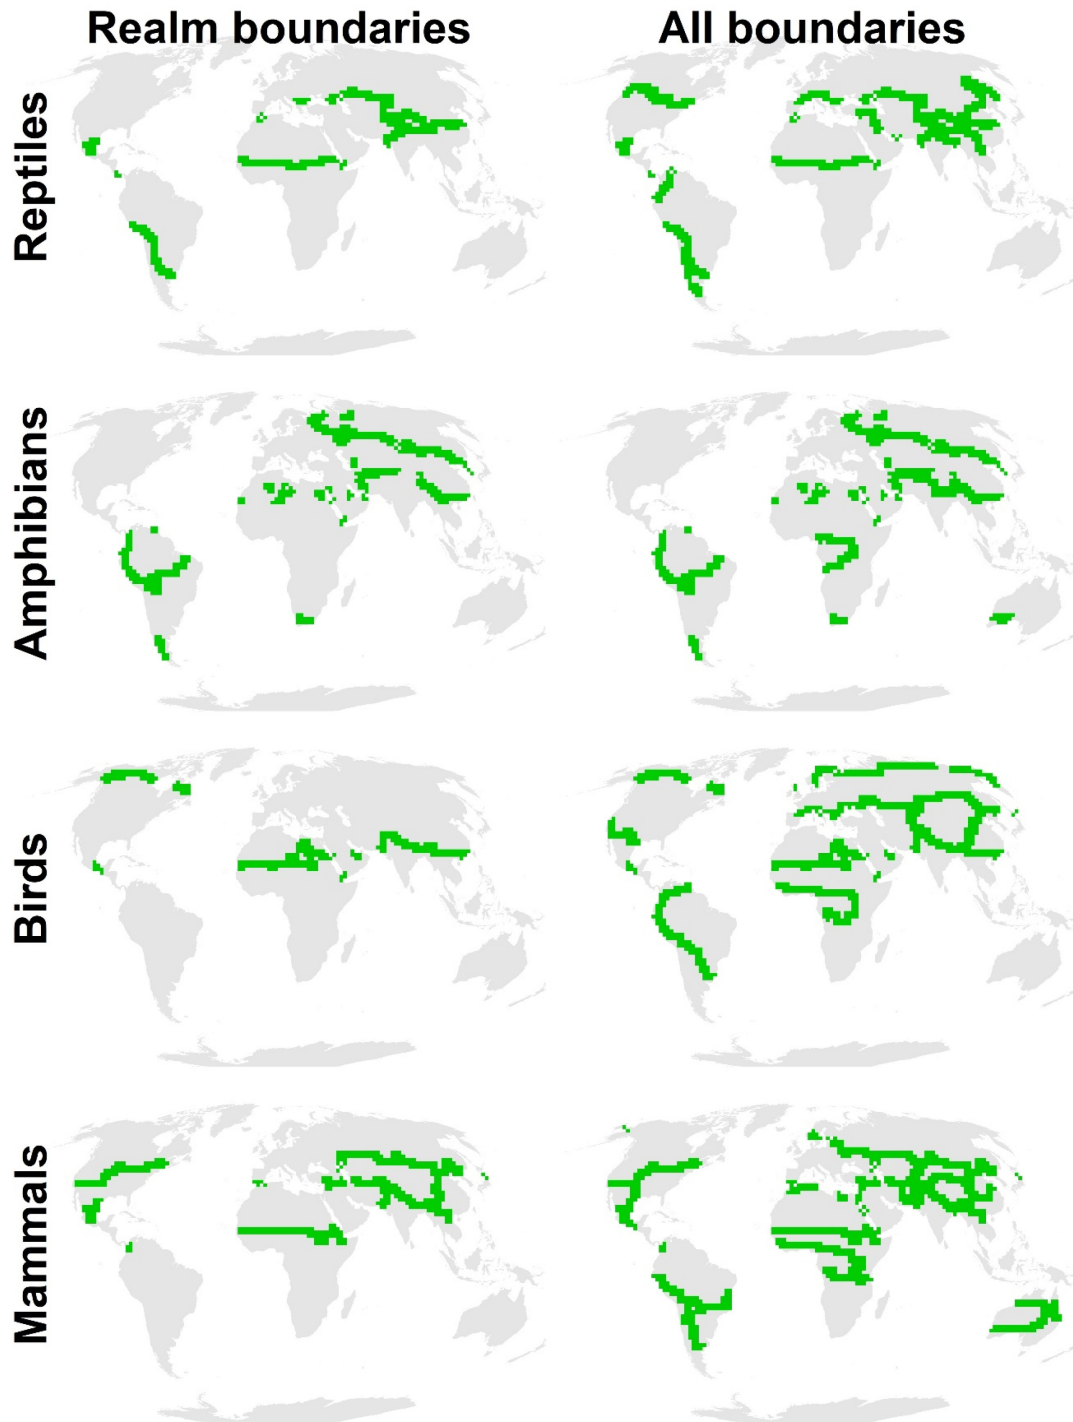 Realm boundaries
All boundaries
Reptiles
Amphibians
Birds
Mammals